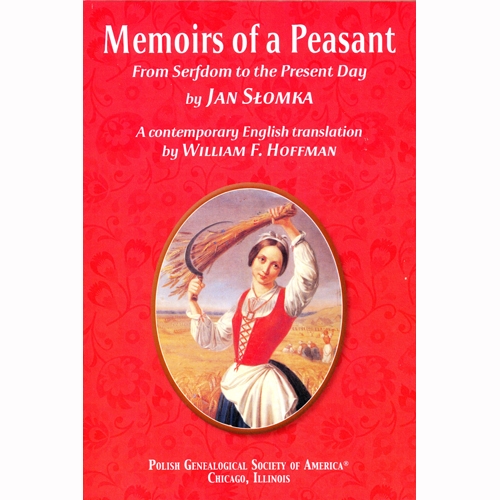 Memoirs of a Peasant
From Serfdom to the Present Day
by Jan Słomka
A contemporary English translation
by William F. Hoffman
Polish Genealogical Society of America®
Chicago, Illinois